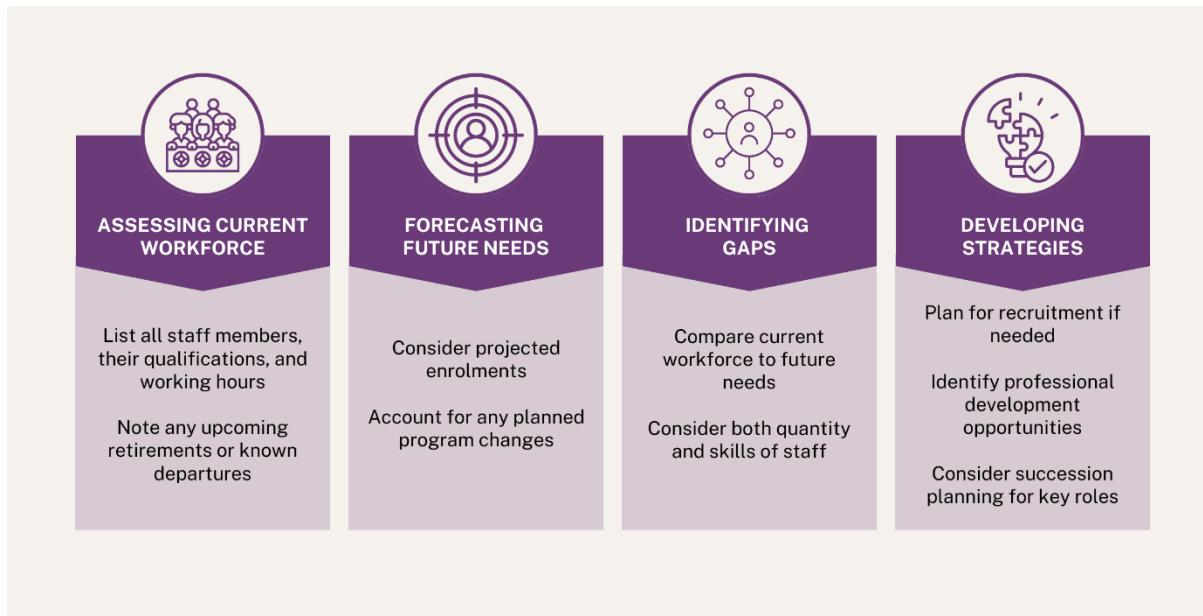 ASSESSING CURRENT
WORKFORCE
List all staff members,
their qualifications, and
working hours
Note any upcoming
retirements or known
departures
FORECASTING
FUTURE NEEDS
Consider projected
enrolments
Account for any planned
program changes
IDENTIFYING
GAPS
Compare current
workforce to future
needs
Consider both quantity
and skills of staff
DEVELOPING
STRATEGIES
Plan for recruitment if
needed
Identify professional
development
opportunities
Consider succession
planning for key roles